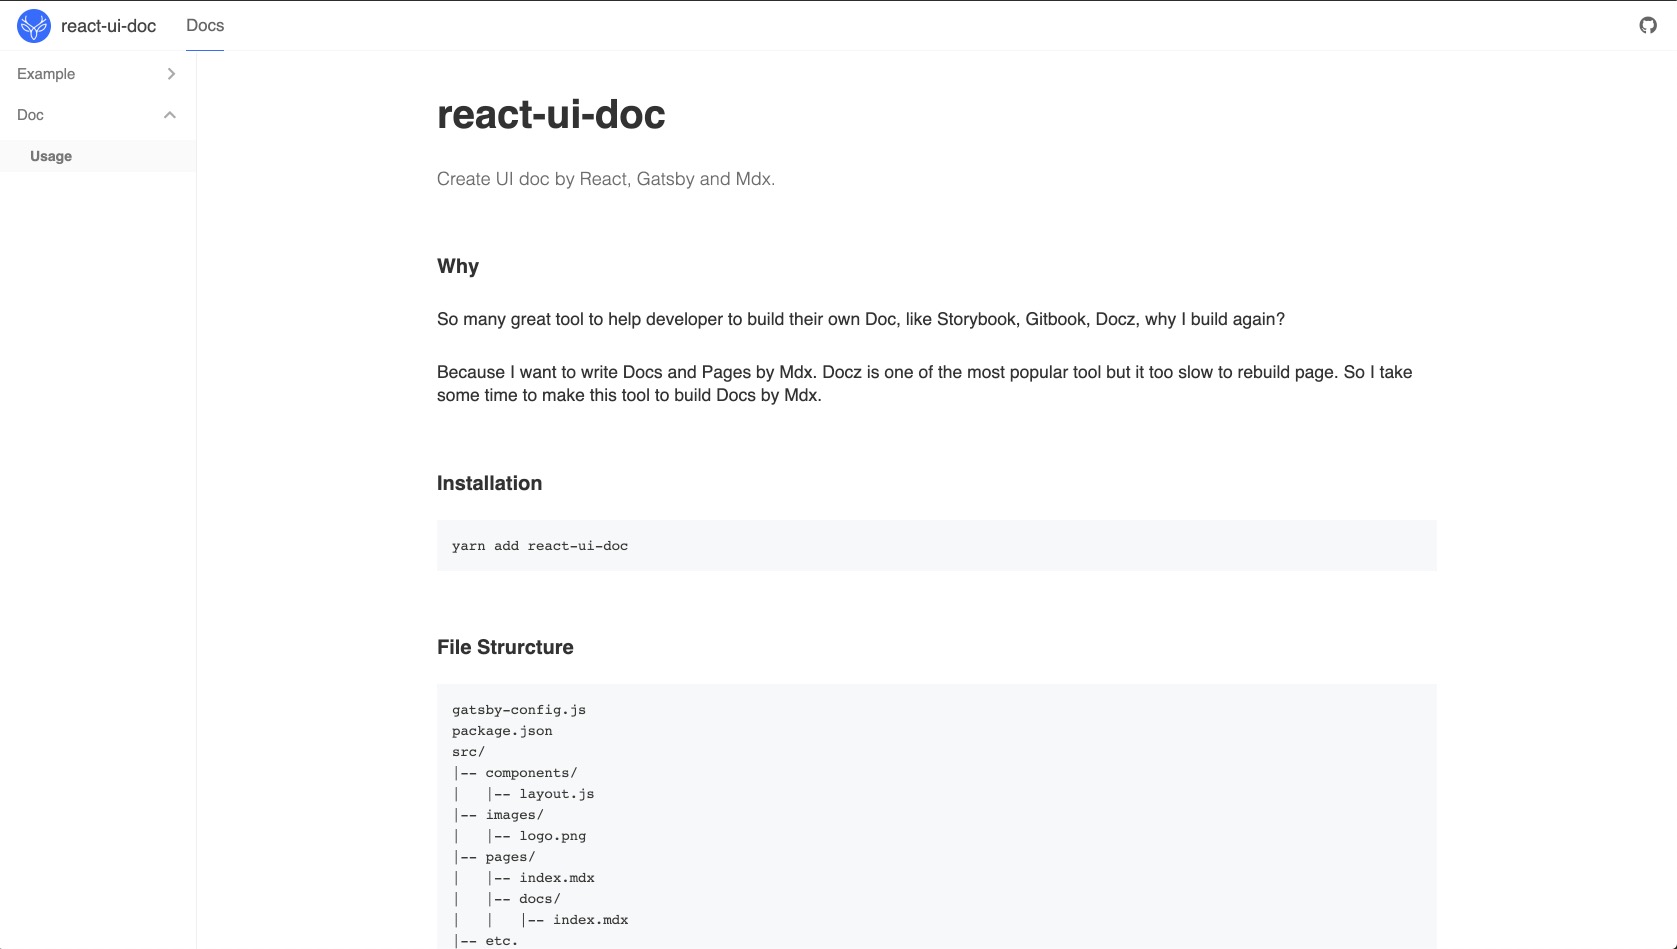 react-ui-doc
Docs
Example
Doc
Usage
react-ui-doc
Create UI doc by React, Gatsby and Mdx.
Why
So many great tool to help developer to build their own Doc, like Storybook, Gitbook, Docz, why I build again?
Because I want to write Docs and Pages by Mdx. Docz is one of the most popular tool but it too slow to rebuild page. So I take
some time to make this tool to build Docs by Mdx.
Installation
yarn add react-ui-doc
File Strurcture
gatsby-config.js
package.json
src/
|-- components/
|   |-- layout.js
|-- images/
|   |-- logo.png
|-- pages/
|   |-- index.mdx
|   |-- docs/
|   |   |-- index.mdx
|-- etc.